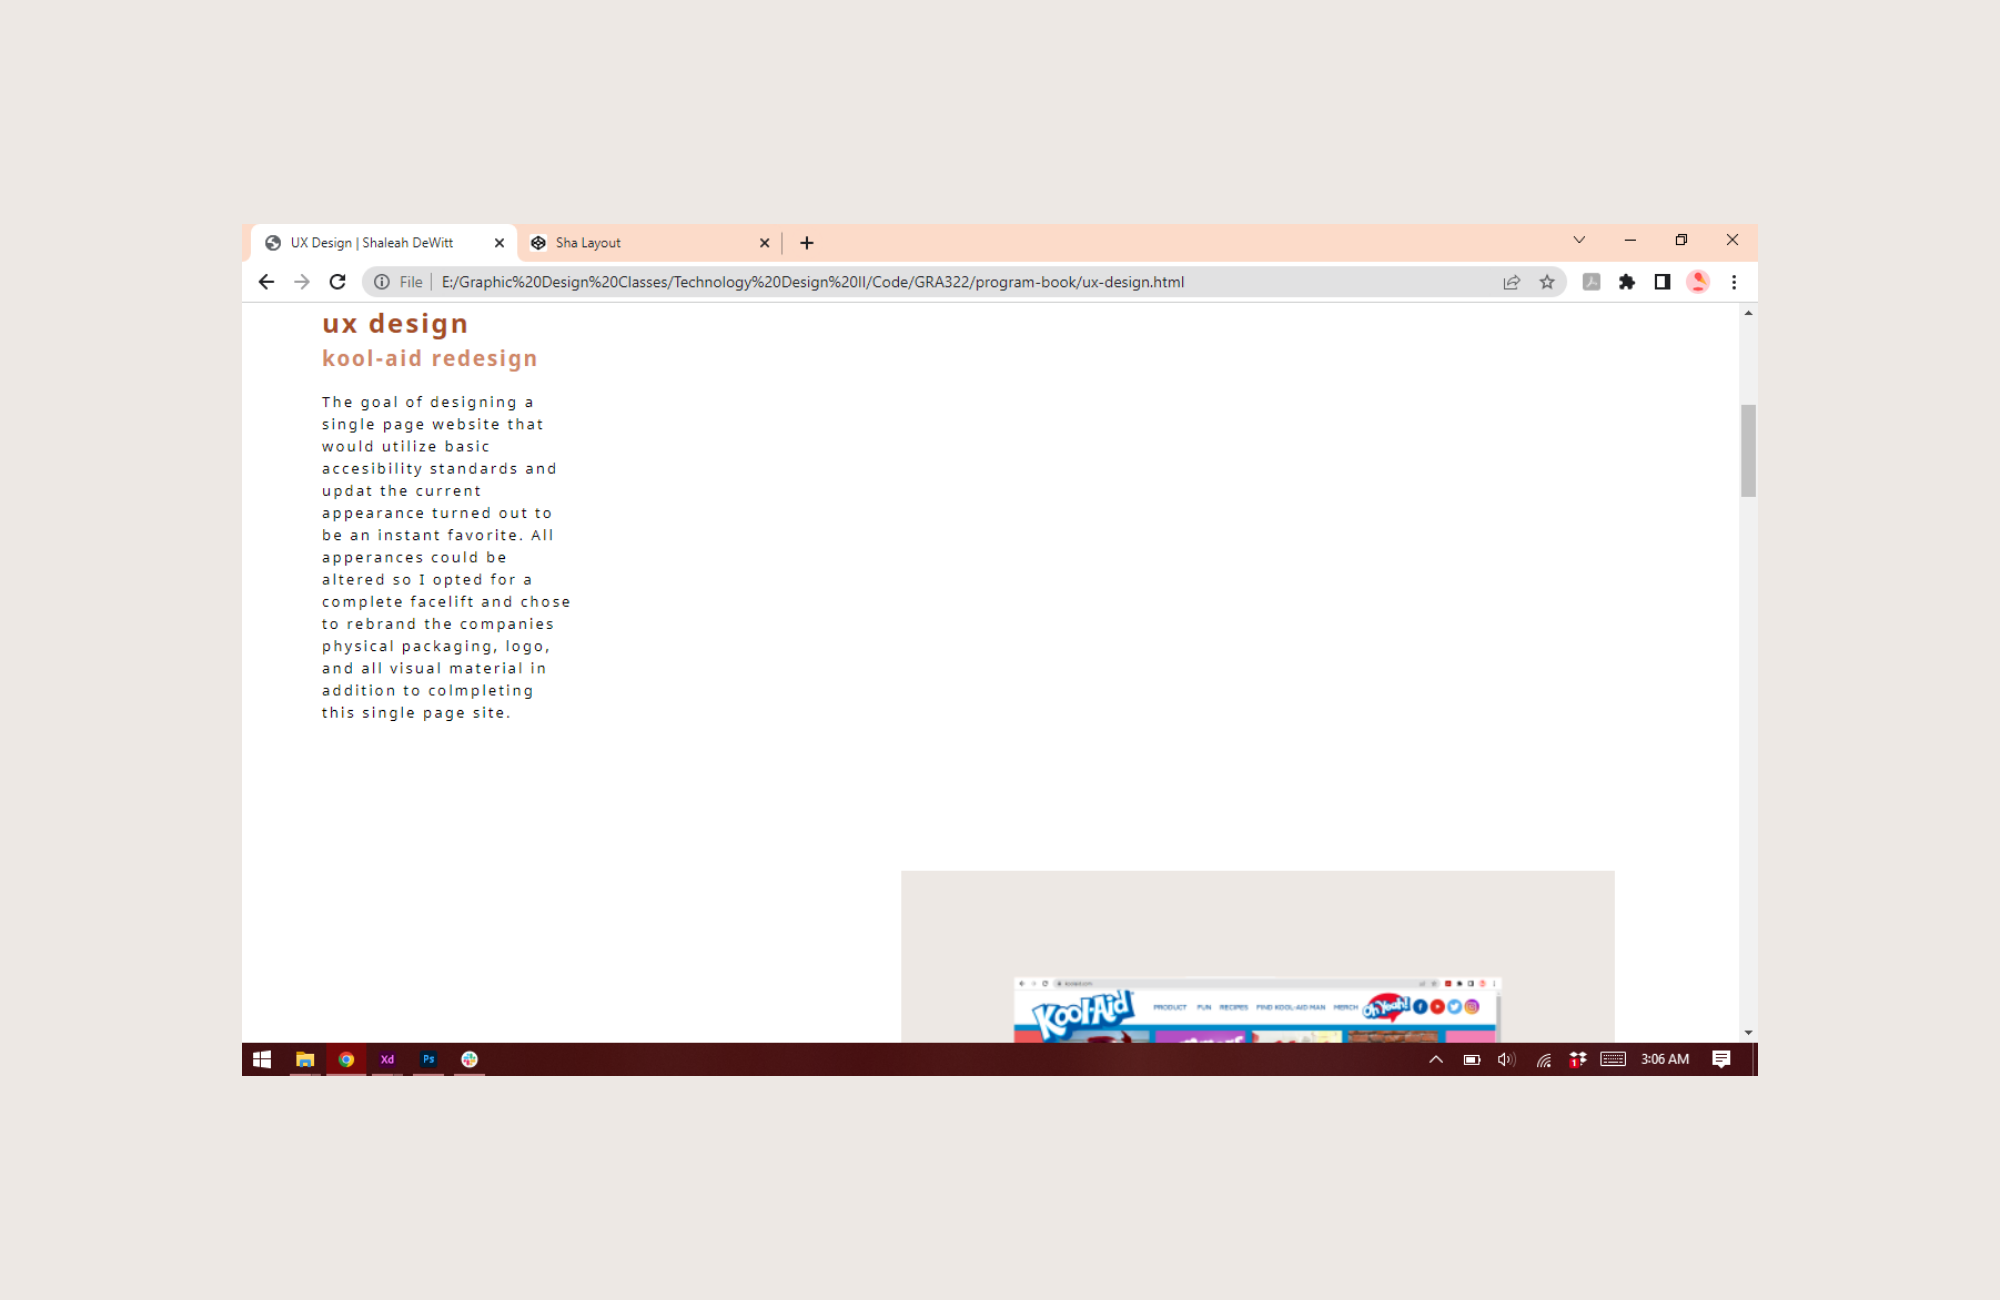 UX Design | Shaleah DeWitt
Sha Layout
File | E:/Graphic%20Design%20Classes/Technology%20Design%20II/Code/GRA322/program-book/ux-design.html
ux design
kool-aid redesign
The goal of designing a
single page website that
would utilize basic
accesibility standards and
updat the current
appearance turned out to
be an instant favorite. All
apperances could be
altered so I opted for a
complete facelift and chose
to rebrand the companies
physical packaging, logo,
and all visual material in
addition to colmpleting
this single page site.
koolaid.com
Kool-Aid PRODUCT FUN RECIPES FIND KOOL-AID MAN MERCH Oh Yeah!
Xd Ps 1 3:06 AM